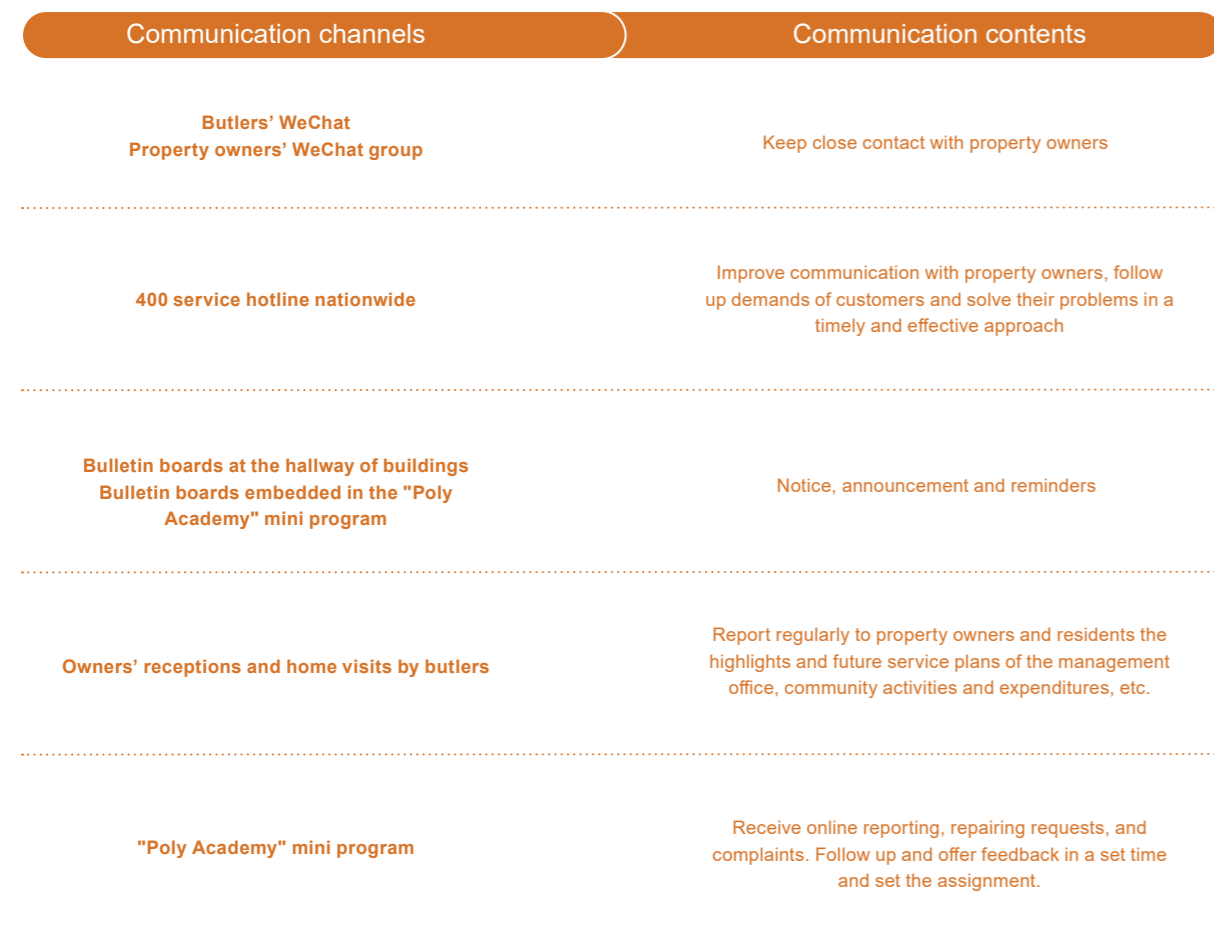 Communication channels
Communication contents
Butlers’ WeChat
Property owners’ WeChat group
Keep close contact with property owners
400 service hotline nationwide
Improve communication with property owners, follow
up demands of customers and solve their problems in a
timely and effective approach
Bulletin boards at the hallway of buildings
Bulletin boards embedded in the "Poly
Academy" mini program
Notice, announcement and reminders
Owners’ receptions and home visits by butlers
Report regularly to property owners and residents the
highlights and future service plans of the management
office, community activities and expenditures, etc.
"Poly Academy" mini program
Receive online reporting, repairing requests, and
complaints. Follow up and offer feedback in a set time
and set the assignment.